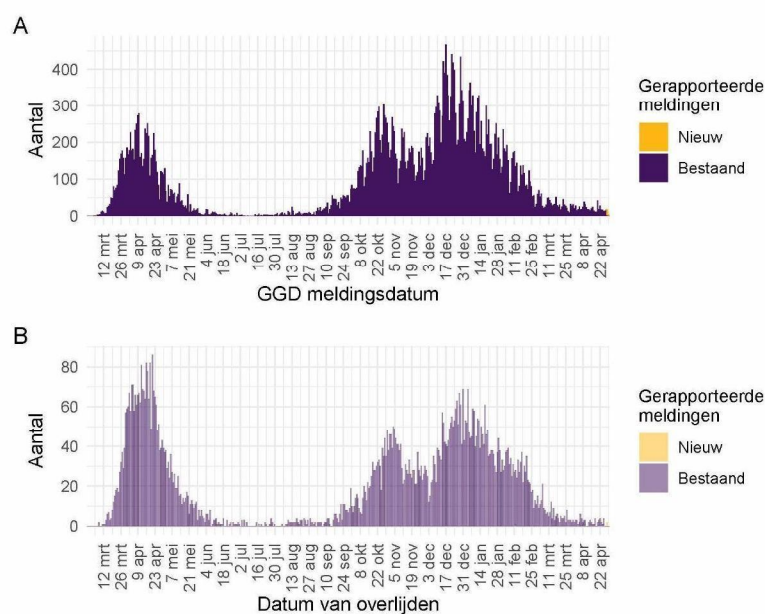 A
Aantal
400
300
200
100
0
12 mrt
26 mrt
9 apr
23 apr
7 mei
21 mei
4 jun
18 jun
2 jul
16 jul
30 jul
13 aug
27 aug
10 sep
24 sep
8 okt
22 okt
5 nov
19 nov
3 dec
17 dec
31 dec
14 jan
28 jan
11 feb
25 feb
11 mrt
25 mrt
8 apr
22 apr
GGD meldingsdatum
Gerapporteerde
meldingen
Nieuw
Bestaand
B
Aantal
80
60
40
20
0
12 mrt
26 mrt
9 apr
23 apr
7 mei
21 mei
4 jun
18 jun
2 jul
16 jul
30 jul
13 aug
27 aug
10 sep
24 sep
8 okt
22 okt
5 nov
19 nov
3 dec
17 dec
31 dec
14 jan
28 jan
11 feb
25 feb
11 mrt
25 mrt
8 apr
22 apr
Datum van overlijden
Gerapporteerde
meldingen
Nieuw
Bestaand